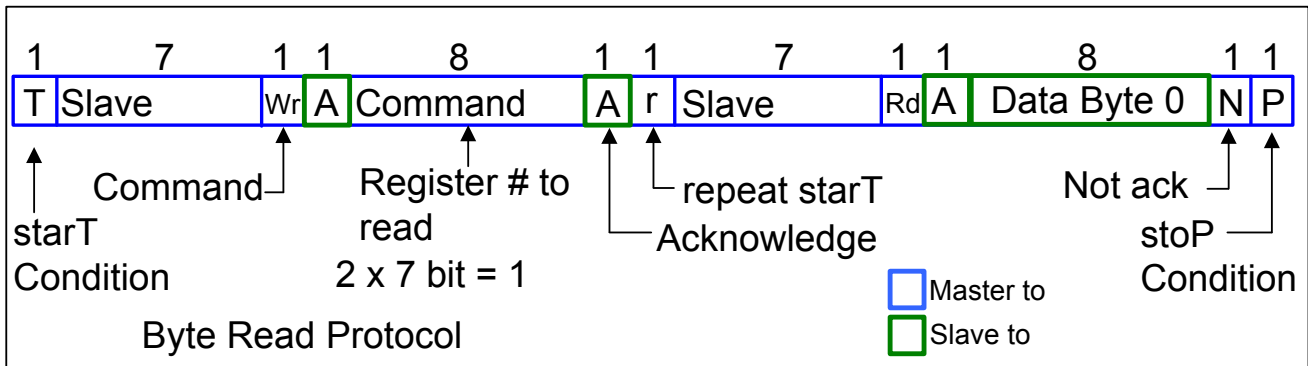 1 7 1 1 8 1 1 7 1 1 8 1 1
T Slave Wr A Command A r Slave Rd A Data Byte 0 N P
Command
Register # to
read
2 x 7 bit = 1
repeat starT
Acknowledge
Not ack
starT
Condition
stoP
Condition
Master to
Slave to
Byte Read Protocol